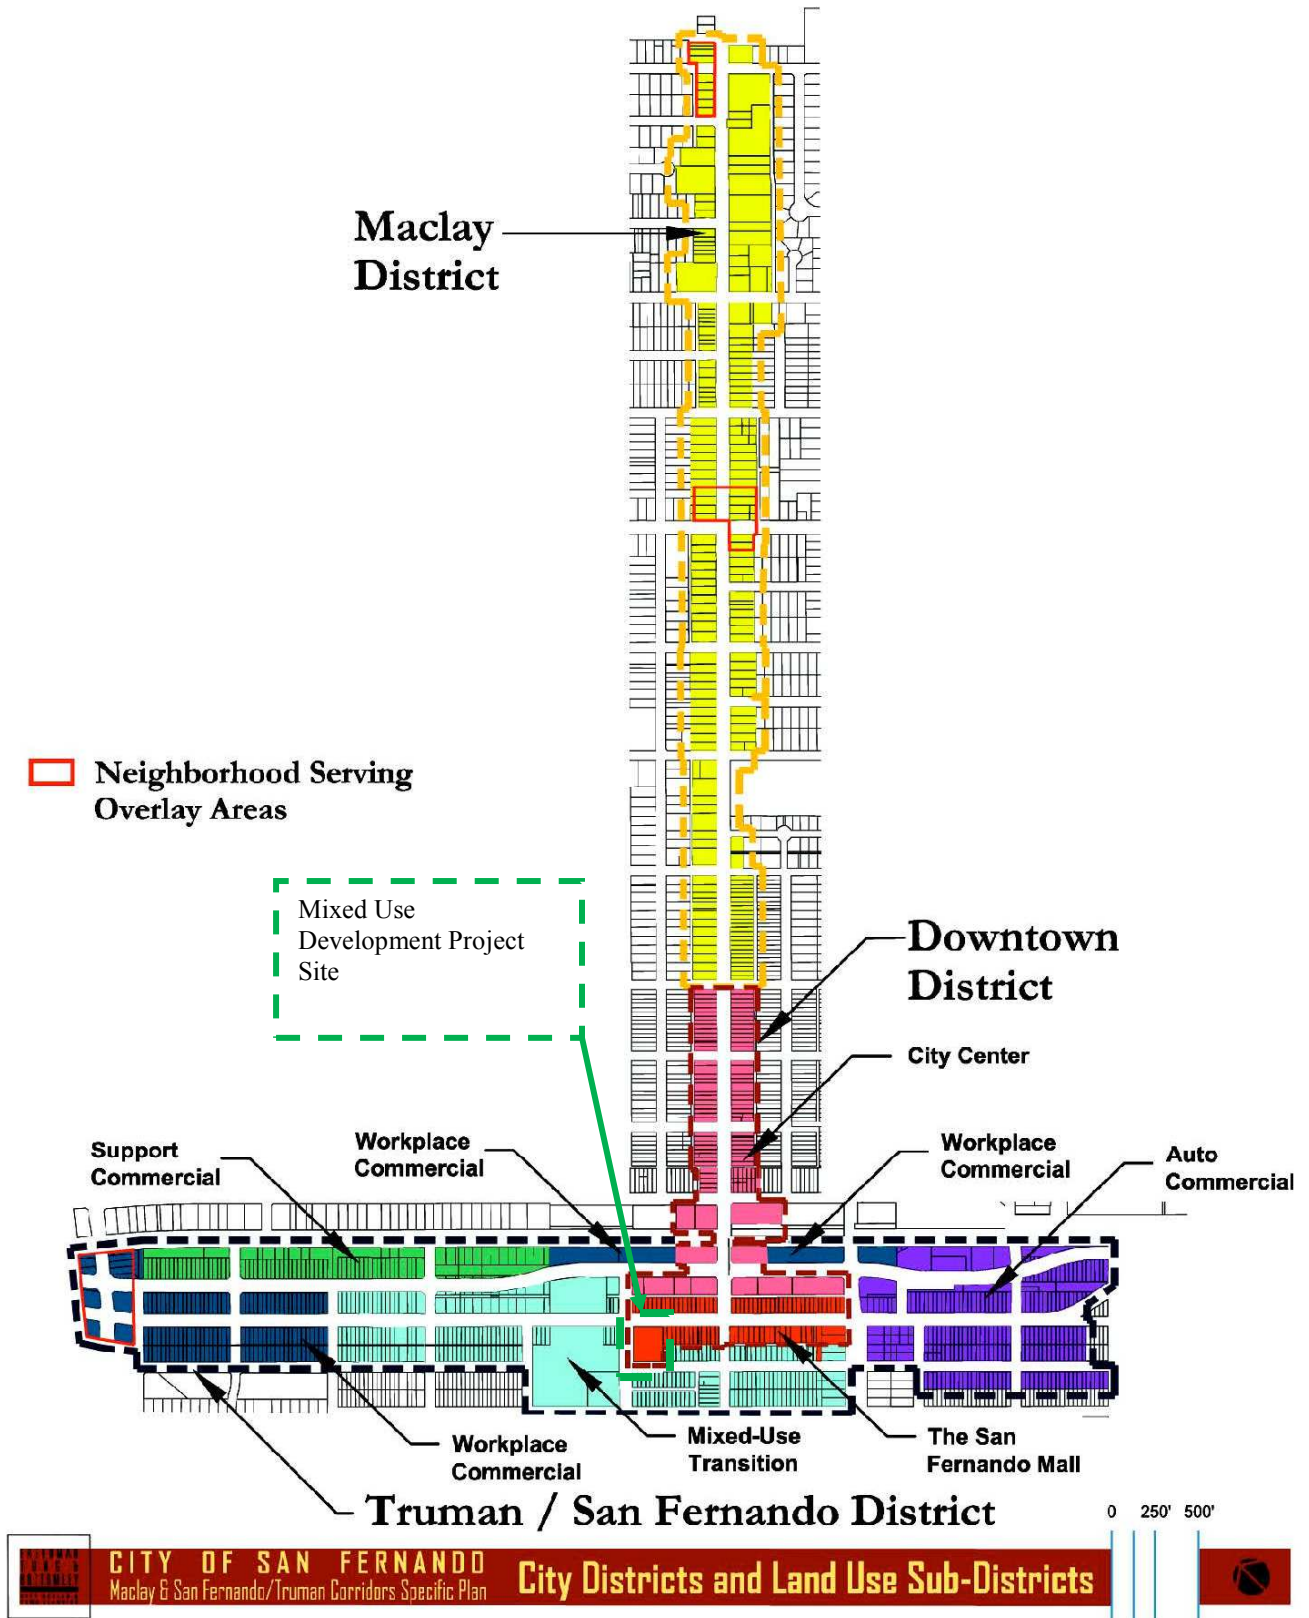 Maclay
District
Neighborhood Serving
Overlay Areas
Mixed Use
Development Project
Site
Downtown
District
City Center
Support
Commercial
Workplace
Commercial
Workplace
Commercial
Auto
Commercial
Workplace
Commercial
Mixed-Use
Transition
The San
Fernando Mall
Truman / San Fernando District
0 250' 500'
CITY OF SAN FERNANDO
Maclay & San Fernando/Truman Corridors Specific Plan
City Districts and Land Use Sub-Districts